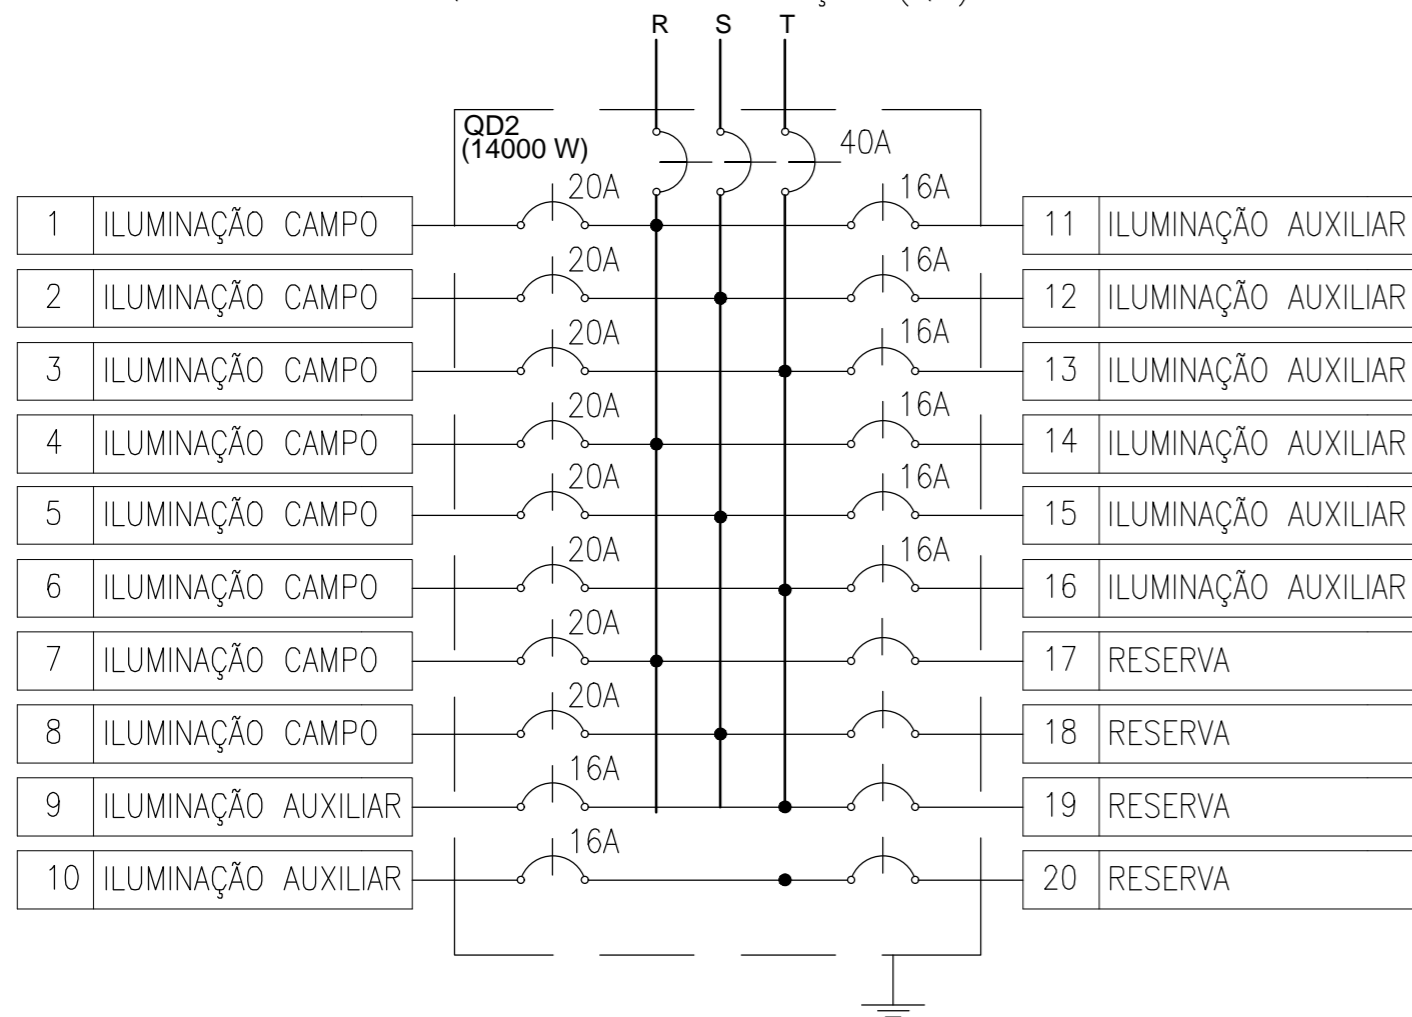 R S T
QD2
(14000 W)
40A
20A 16A
1 ILUMINAÇÃO CAMPO 11 ILUMINAÇÃO AUXILIAR
20A 16A
2 ILUMINAÇÃO CAMPO 12 ILUMINAÇÃO AUXILIAR
20A 16A
3 ILUMINAÇÃO CAMPO 13 ILUMINAÇÃO AUXILIAR
20A 16A
4 ILUMINAÇÃO CAMPO 14 ILUMINAÇÃO AUXILIAR
20A 16A
5 ILUMINAÇÃO CAMPO 15 ILUMINAÇÃO AUXILIAR
20A 16A
6 ILUMINAÇÃO CAMPO 16 ILUMINAÇÃO AUXILIAR
20A
7 ILUMINAÇÃO CAMPO 17 RESERVA
20A
8 ILUMINAÇÃO CAMPO 18 RESERVA
16A
9 ILUMINAÇÃO AUXILIAR 19 RESERVA
16A
10 ILUMINAÇÃO AUXILIAR 20 RESERVA